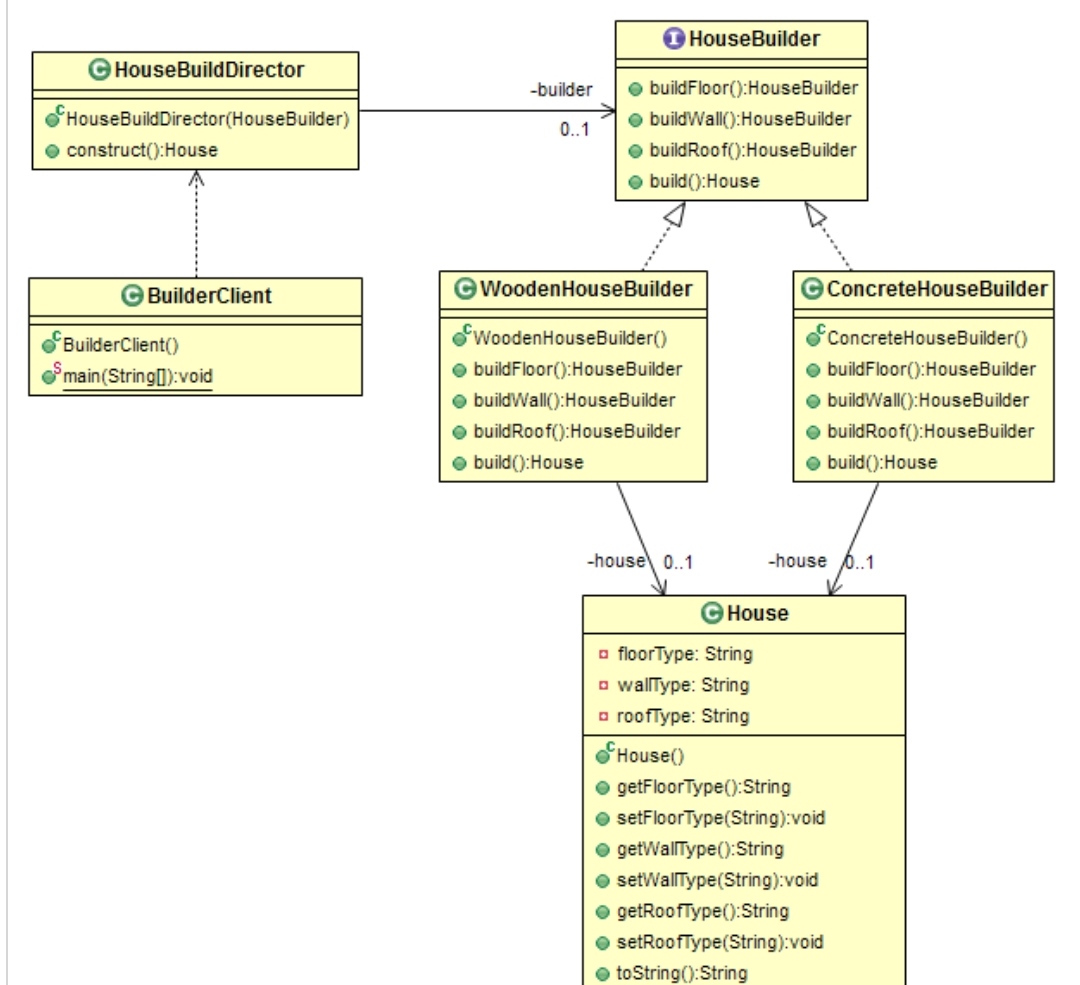 HouseBuildDirector
HouseBuildDirector(HouseBuilder)
construct():House
-builder
0..1
HouseBuilder
buildFloor():HouseBuilder
buildWall():HouseBuilder
buildRoof():HouseBuilder
build():House
BuilderClient
BuilderClient()
main(String[]):void
WoodenHouseBuilder
WoodenHouseBuilder()
buildFloor():HouseBuilder
buildWall():HouseBuilder
buildRoof():HouseBuilder
build():House
ConcreteHouseBuilder
ConcreteHouseBuilder()
buildFloor():HouseBuilder
buildWall():HouseBuilder
buildRoof():HouseBuilder
build():House
-house 0..1
-house 0..1
House
floorType: String
wallType: String
roofType: String
House()
getFloorType():String
setFloorType(String):void
getWallType():String
setWallType(String):void
getRoofType():String
setRoofType(String):void
toString():String